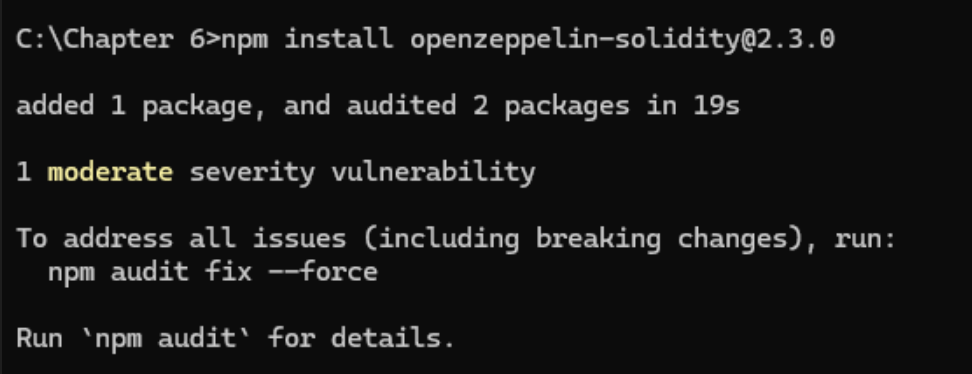 C:\Chapter 6>npm install openzeppelin-solidity@2.3.0
added 1 package, and audited 2 packages in 19s
1 moderate severity vulnerability
To address all issues (including breaking changes), run:
  npm audit fix --force
Run `npm audit` for details.